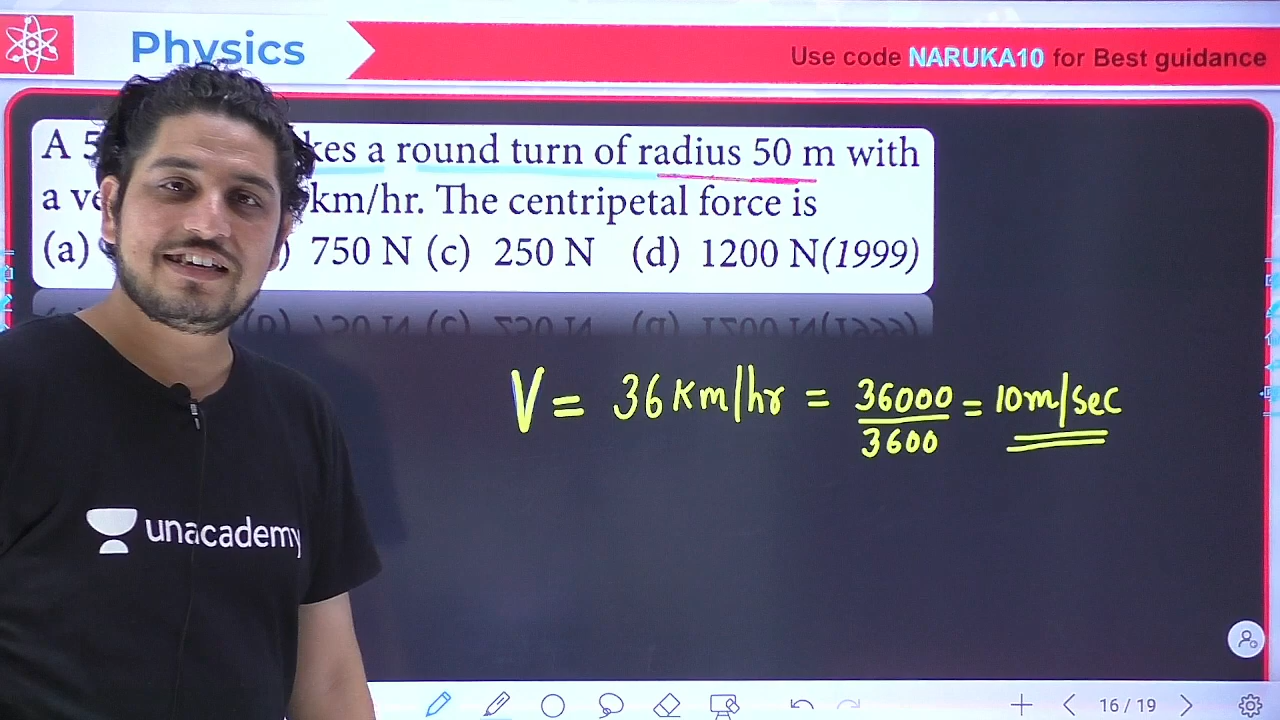 Physics
Use code NARUKA10 for Best guidance
A 5 kes a round turn of radius 50 m with
a ve km/hr. The centripetal force is
(a) ) 750 N (c) 250 N (d) 1200 N(1999)
V = 36 Km/hr = 36000/3600 = 10m/sec
unacademy
16 / 19